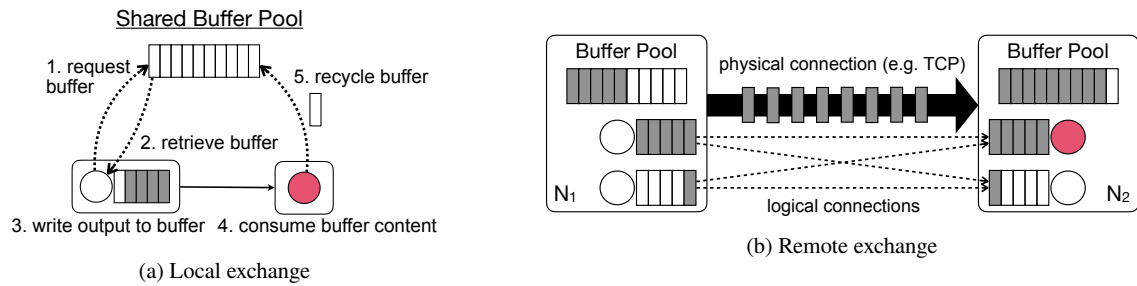 Shared Buffer Pool
1. request
buffer
5. recycle buffer
2. retrieve buffer
3. write output to buffer
4. consume buffer content
(a) Local exchange
Buffer Pool
physical connection (e.g. TCP)
Buffer Pool
N1
N2
logical connections
(b) Remote exchange